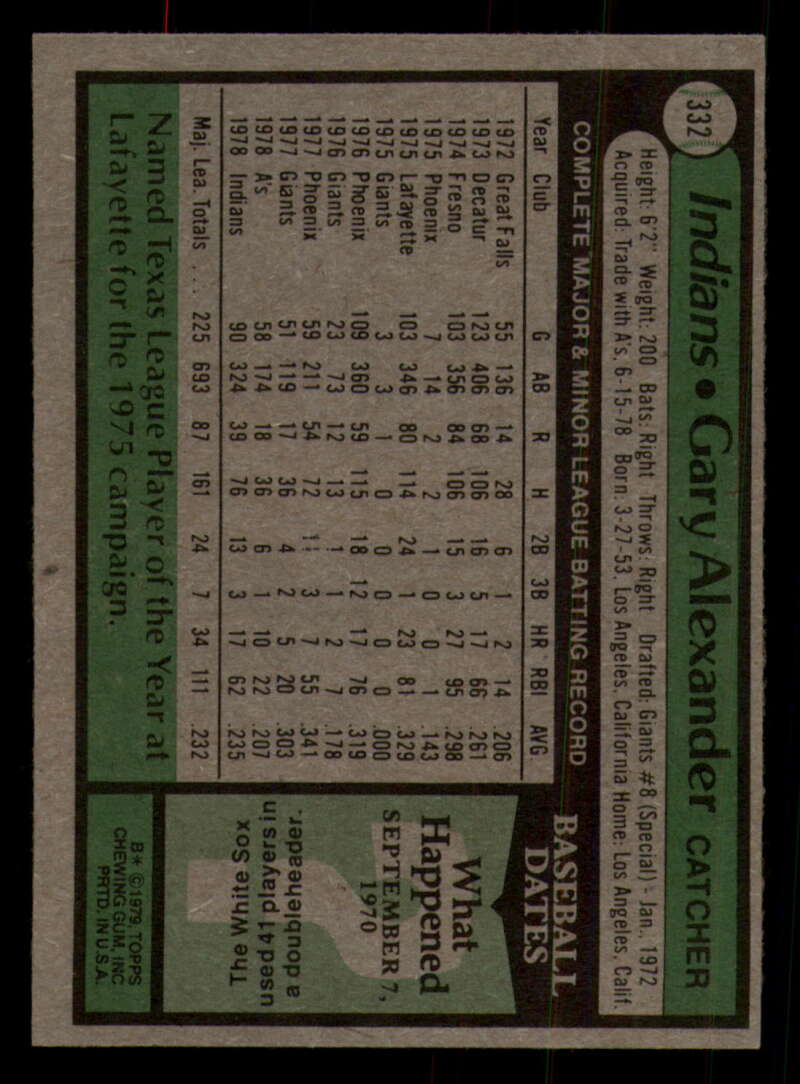 332
Indians • Gary Alexander CATCHER
Height: 6'2" Weight: 200 Bats: Right Throws: Right Drafted: Giants #8 (Special) - Jan., 1972
Acquired: Trade with A's, 6-15-78 Born 3-27-53, Los Angeles, California Home: Los Angeles, Calif.
COMPLETE MAJOR & MINOR LEAGUE BATTING RECORD
Year Club G AB R H 2B 3B HR RBI AVG
1972 Great Falls 55 136 14 28 6 1 2 14 .206
1973 Decatur 123 406 68 106 16 5 17 66 .261
1974 Fresno 103 356 84 106 15 3 27 95 .298
1975 Phoenix 7 14 2 2 1 0 0 1 .143
1975 Lafayette 103 346 80 114 24 1 23 81 .329
1975 Giants 3 3 1 0 0 0 0 0 .000
1976 Phoenix 109 360 59 115 18 12 17 76 .319
1976 Giants 23 73 12 13 1 1 2 7 .178
1977 Phoenix 59 211 54 72 3 7 55 .341
1977 Giants 51 119 17 36 4 2 5 20 .303
1978 A's 58 174 18 36 6 1 10 22 .207
1978 Indians 90 324 39 76 13 3 17 62 .235
Maj. Lea. Totals . . . 225 693 87 161 24 7 34 111 .232
Named Texas League Player of the Year at
Lafayette for the 1975 campaign.
BASEBALL
DATES
What
Happened
SEPTEMBER 7,
1970
The White Sox
used 41 players in
a doubleheader.
B* © 1979 TOPPS
CHEWING GUM, INC
PRTD. IN U.S.A.